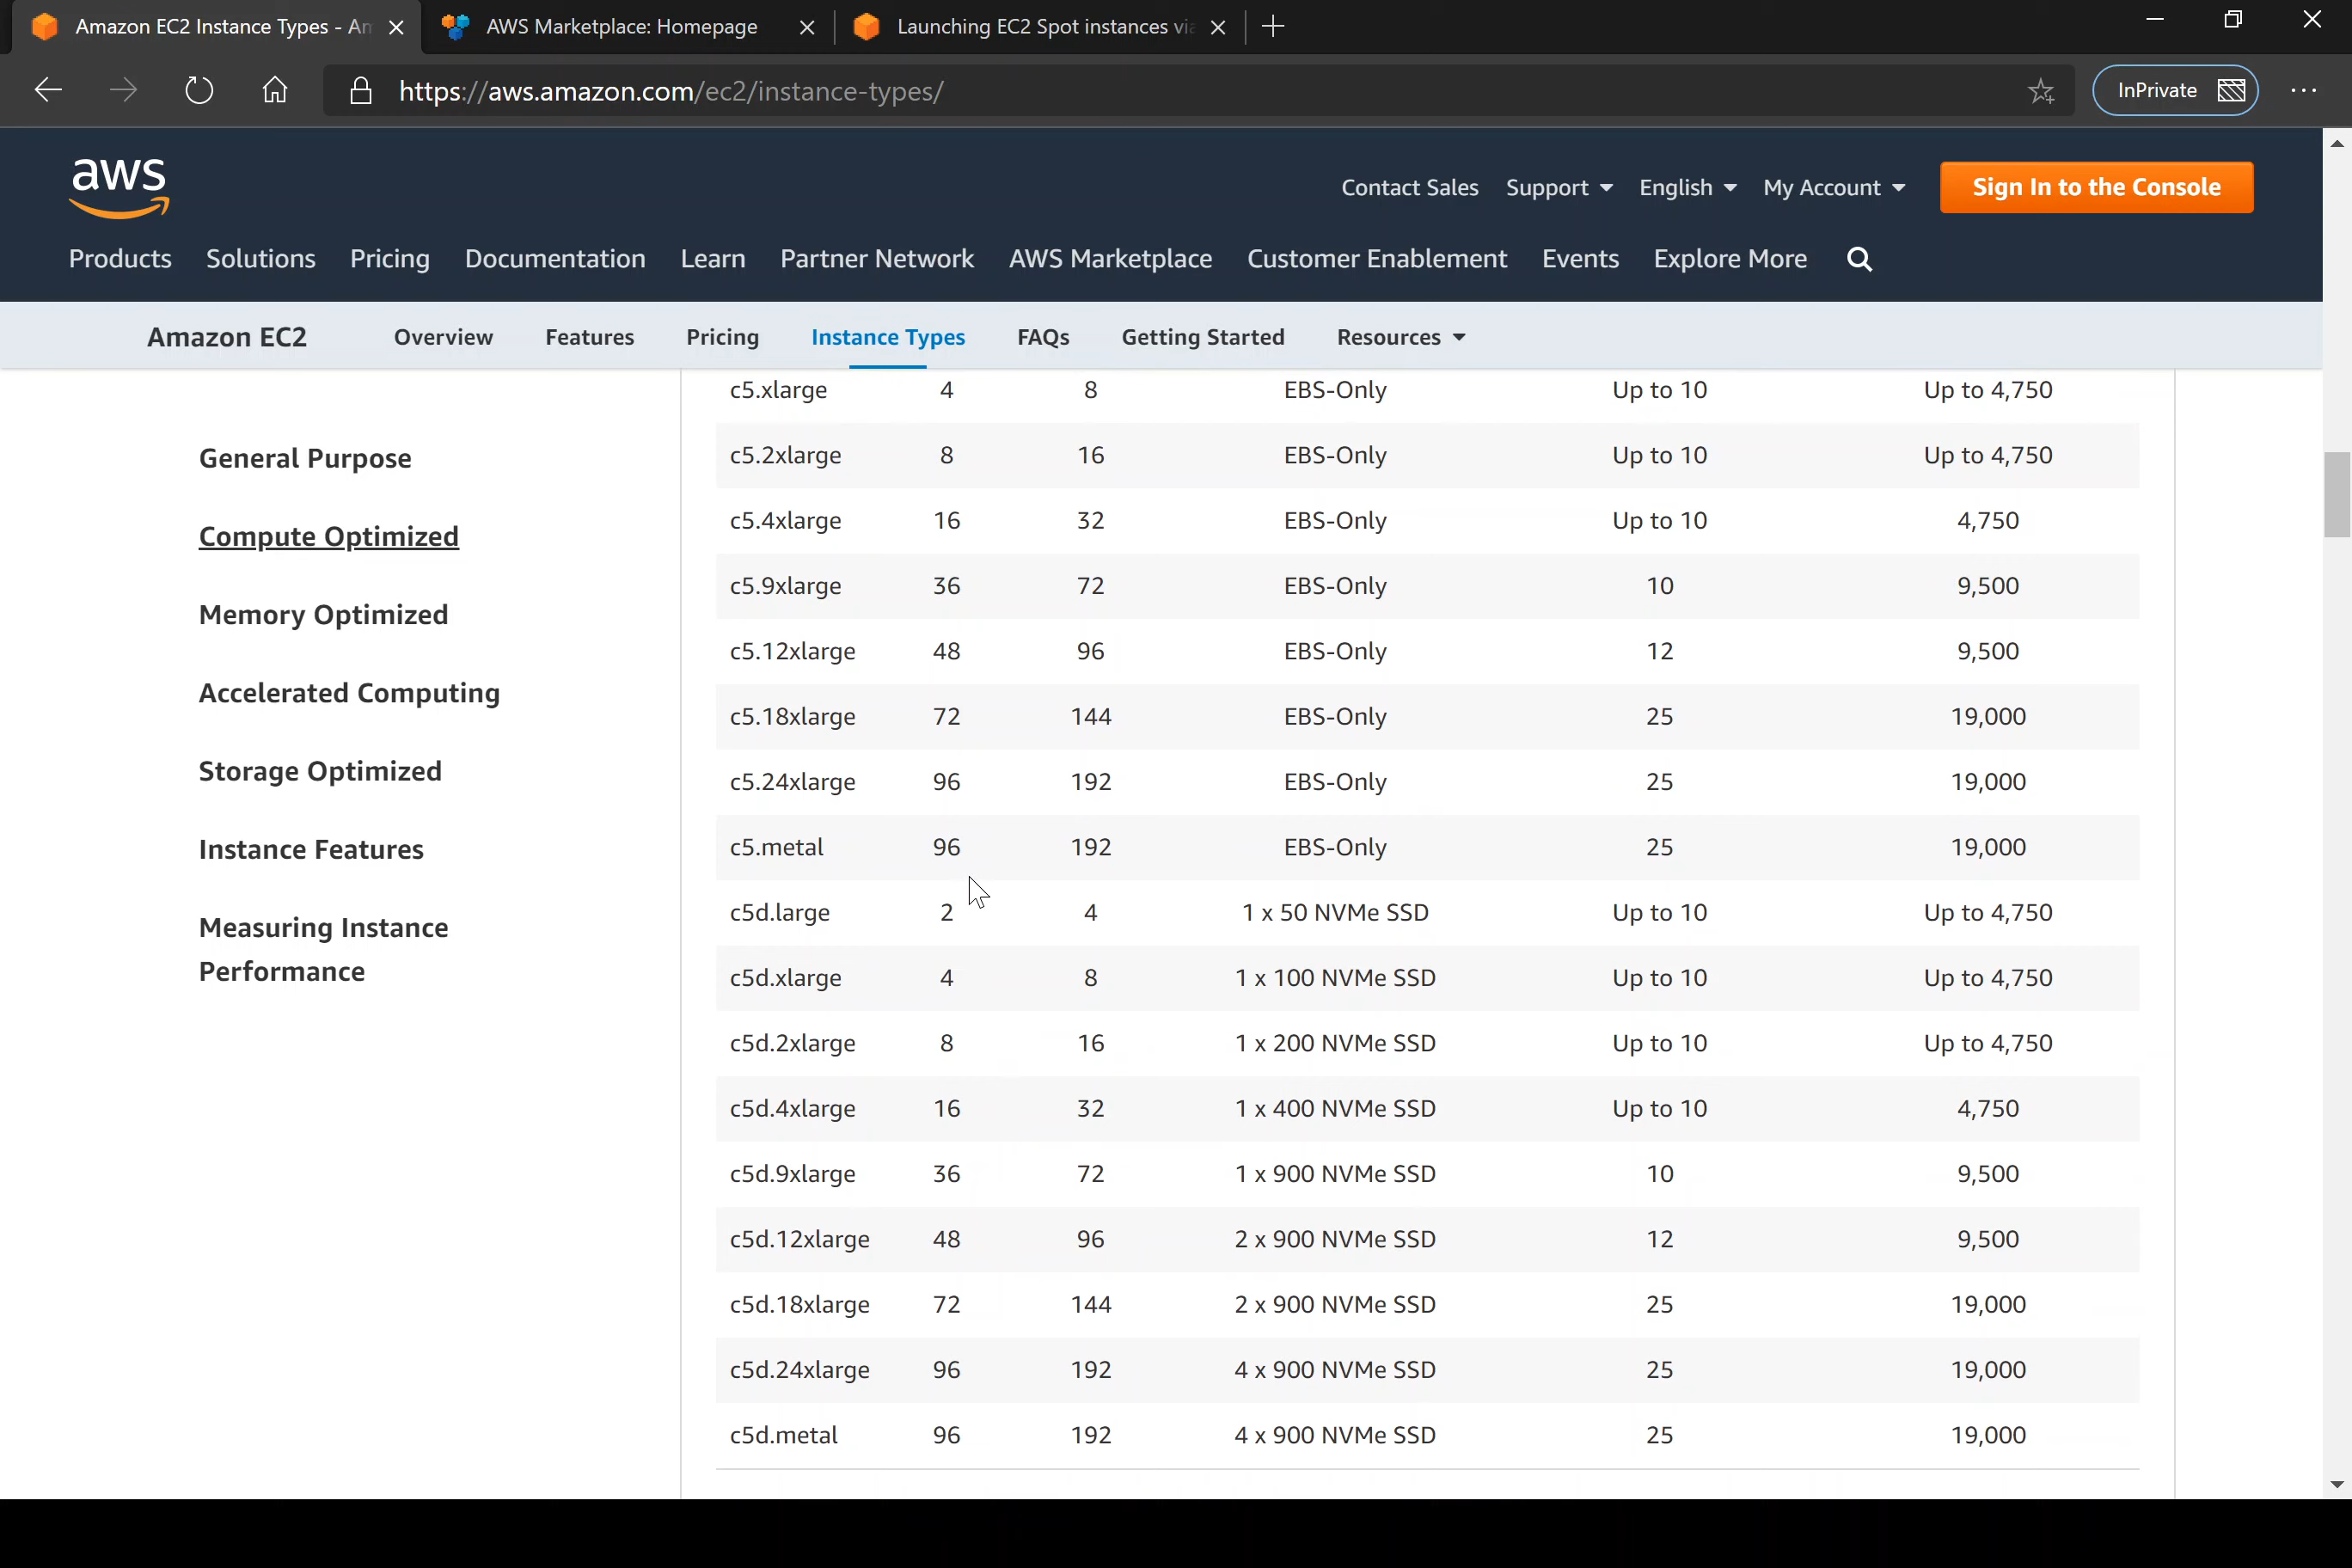 Amazon EC2 Instance Types - Am
AWS Marketplace: Homepage
Launching EC2 Spot instances via
https://aws.amazon.com/ec2/instance-types/
InPrivate
aws
Contact Sales Support English My Account Sign In to the Console
Products Solutions Pricing Documentation Learn Partner Network AWS Marketplace Customer Enablement Events Explore More
Amazon EC2 Overview Features Pricing Instance Types FAQs Getting Started Resources
General Purpose
Compute Optimized
Memory Optimized
Accelerated Computing
Storage Optimized
Instance Features
Measuring Instance
Performance
c5.xlarge 4 8 EBS-Only Up to 10 Up to 4,750
c5.2xlarge 8 16 EBS-Only Up to 10 Up to 4,750
c5.4xlarge 16 32 EBS-Only Up to 10 4,750
c5.9xlarge 36 72 EBS-Only 10 9,500
c5.12xlarge 48 96 EBS-Only 12 9,500
c5.18xlarge 72 144 EBS-Only 25 19,000
c5.24xlarge 96 192 EBS-Only 25 19,000
c5.metal 96 192 EBS-Only 25 19,000
c5d.large 2 4 1 x 50 NVMe SSD Up to 10 Up to 4,750
c5d.xlarge 4 8 1 x 100 NVMe SSD Up to 10 Up to 4,750
c5d.2xlarge 8 16 1 x 200 NVMe SSD Up to 10 Up to 4,750
c5d.4xlarge 16 32 1 x 400 NVMe SSD Up to 10 4,750
c5d.9xlarge 36 72 1 x 900 NVMe SSD 10 9,500
c5d.12xlarge 48 96 2 x 900 NVMe SSD 12 9,500
c5d.18xlarge 72 144 2 x 900 NVMe SSD 25 19,000
c5d.24xlarge 96 192 4 x 900 NVMe SSD 25 19,000
c5d.metal 96 192 4 x 900 NVMe SSD 25 19,000